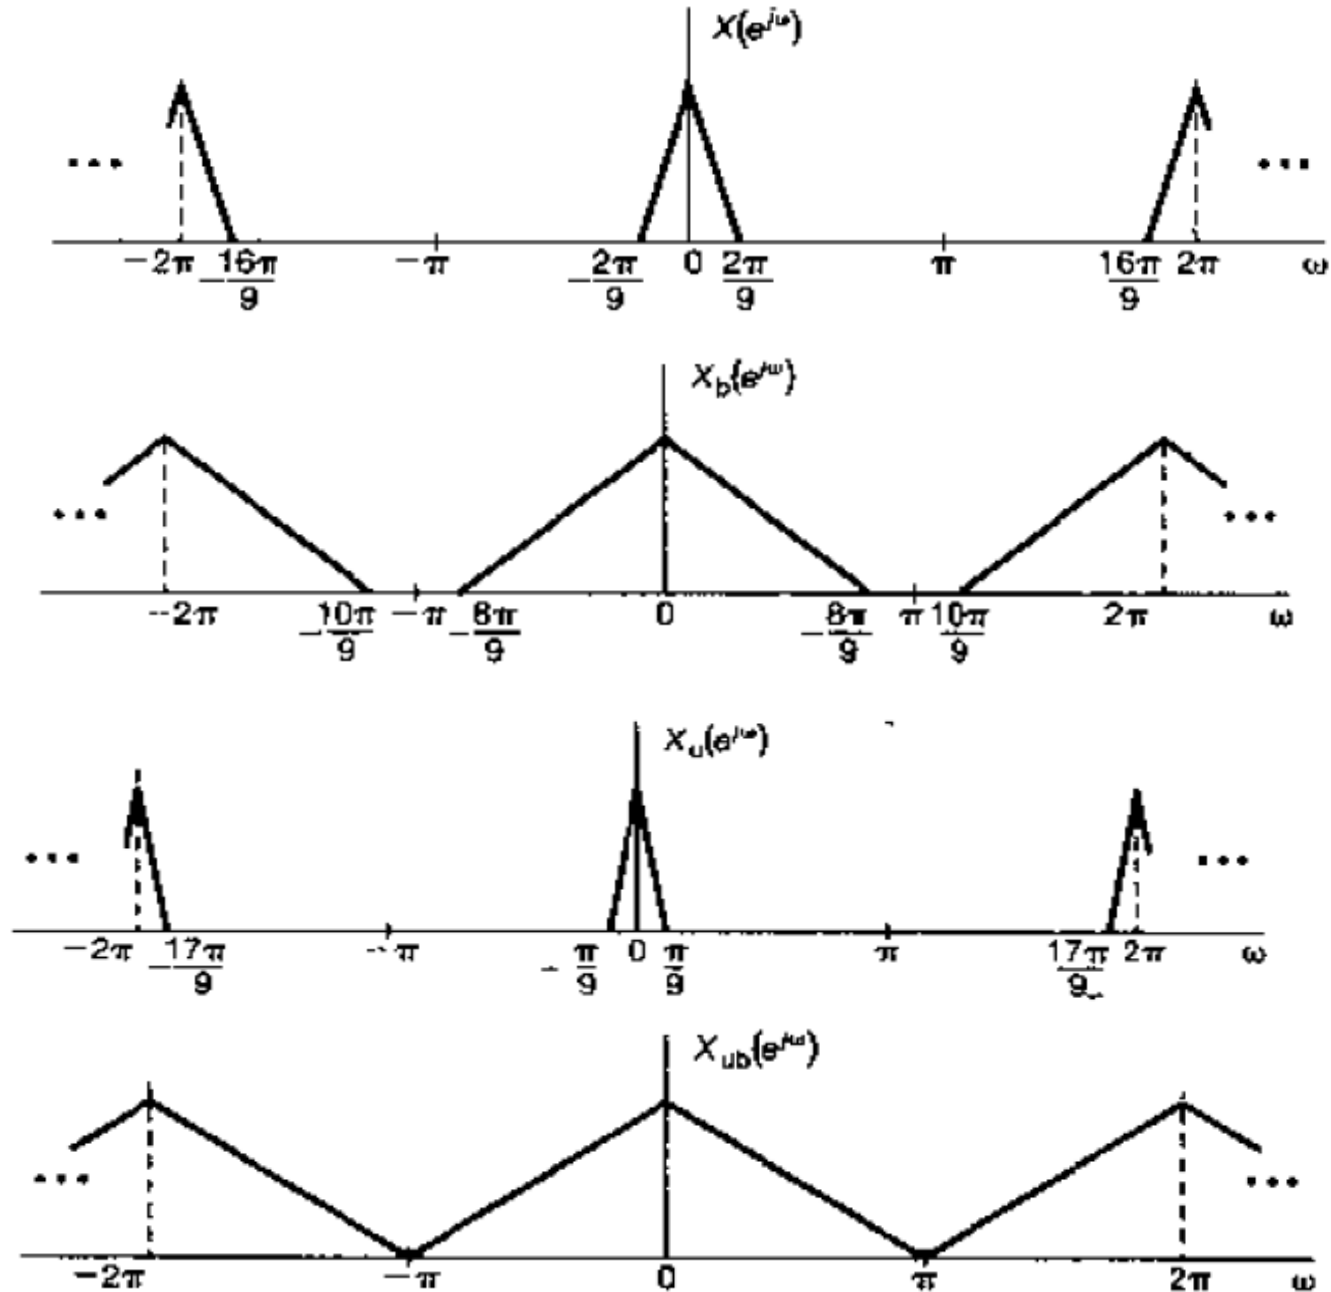 X(e^{jω})
... ...
−2π −16π/9 −π −2π/9 0 2π/9 π 16π/9 2π ω
X_b(e^{jω})
... ...
−2π −10π/9 −π −8π/9 0 −8π/9 π 10π/9 2π ω
X_u(e^{jω})
... ...
−2π −17π/9 −π −π/9 0 π/9 π 17π/9 2π ω
X_{ub}(e^{jω})
... ...
−2π −π 0 π 2π ω